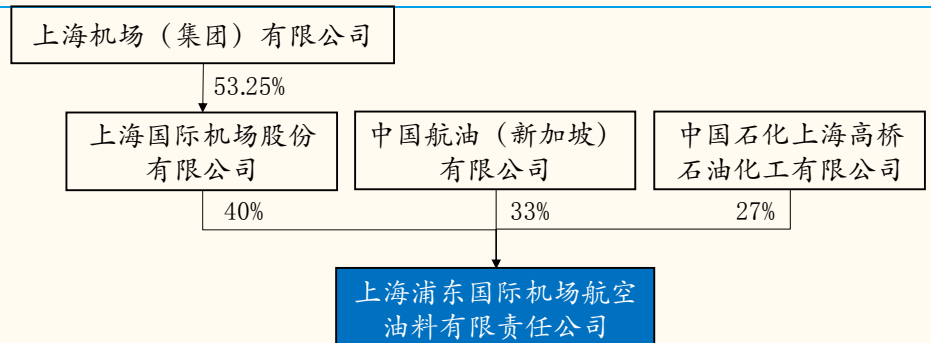 上海机场（集团）有限公司
53.25%
上海国际机场股份
有限公司
中国航油（新加坡）
有限公司
中国石化上海高桥
石油化工有限公司
40%
33%
27%
上海浦东国际机场航空
油料有限责任公司